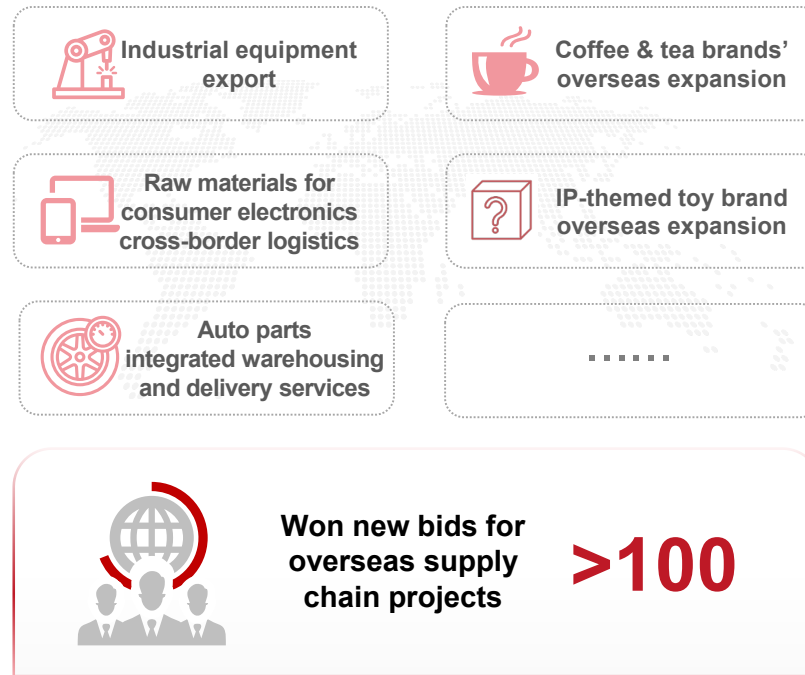 Industrial equipment
export
Coffee & tea brands’
overseas expansion
Raw materials for
consumer electronics
cross-border logistics
?
IP-themed toy brand
overseas expansion
Auto parts
integrated warehousing
and delivery services
......
Won new bids for
overseas supply
chain projects
>100